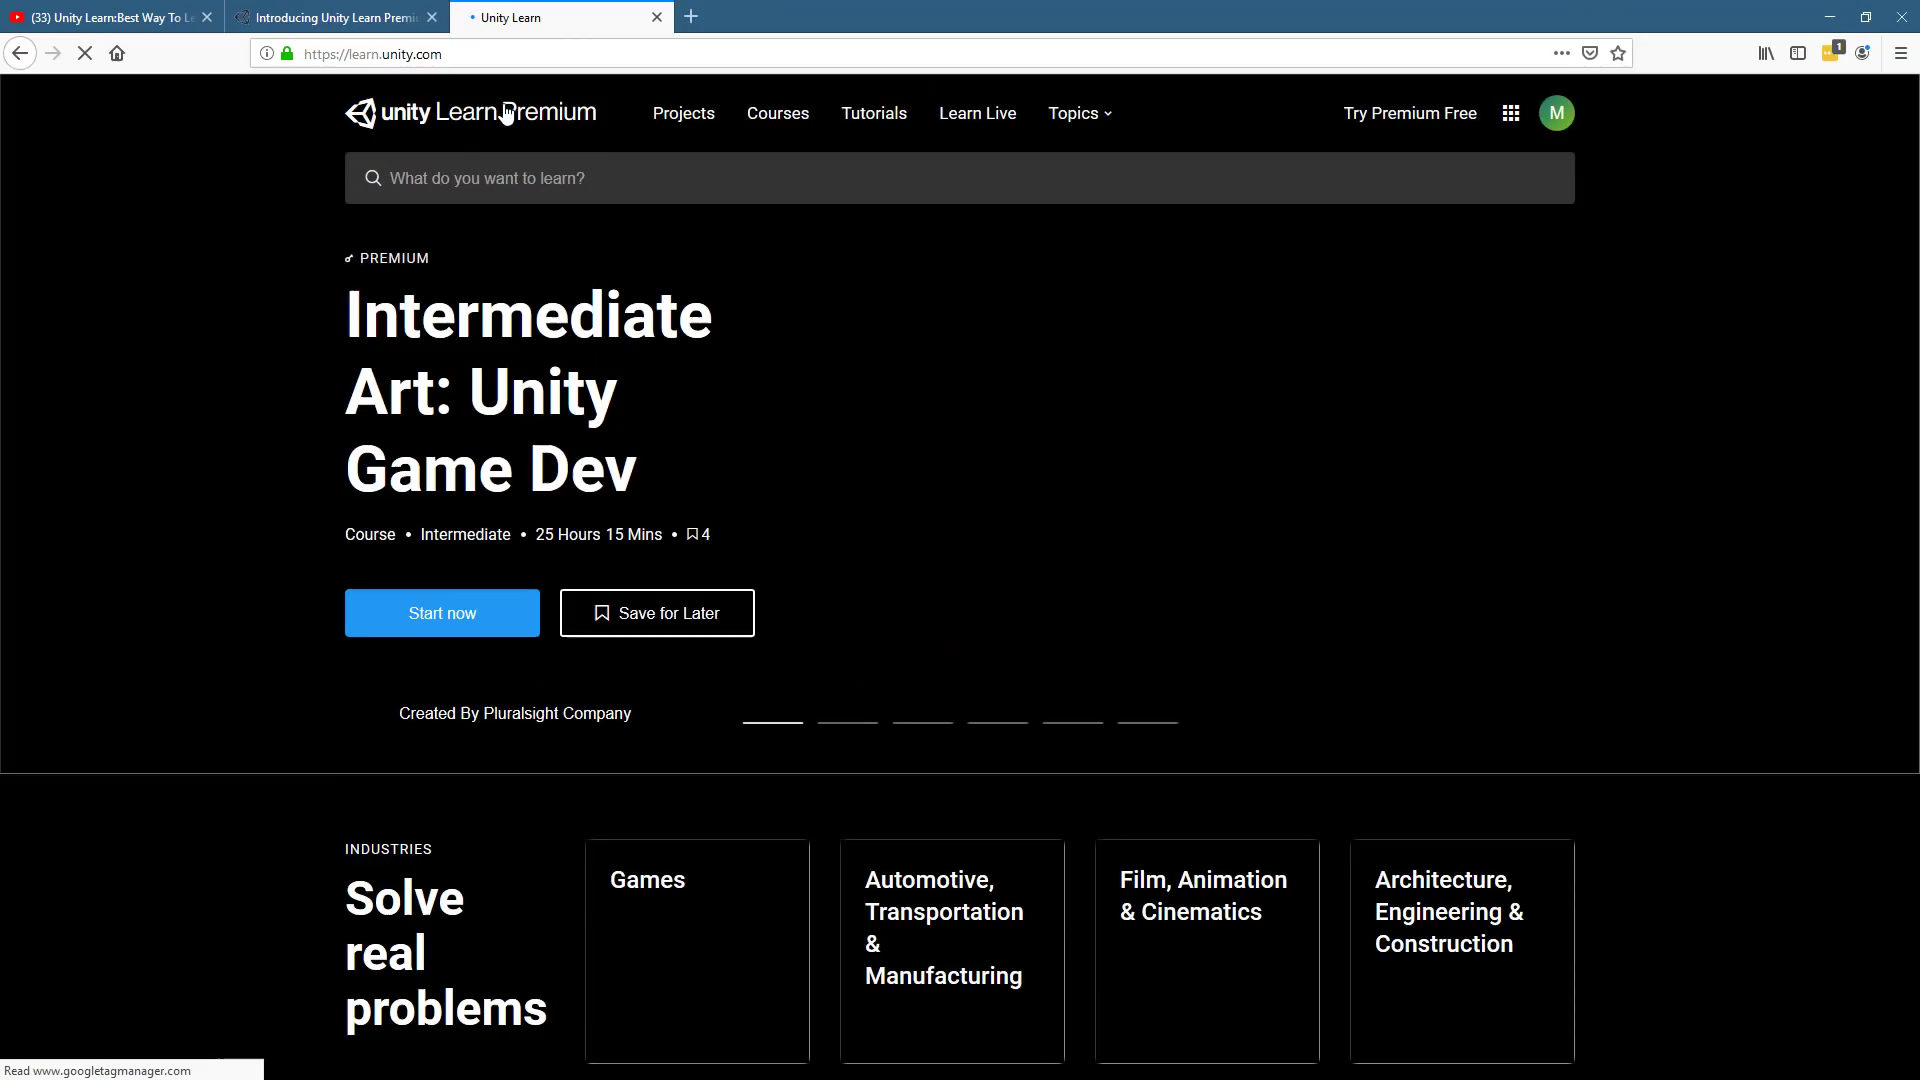 (33) Unity Learn:Best Way To Le
Introducing Unity Learn Premiu
Unity Learn
https://learn.unity.com
1
unity Learn Premium
Projects
Courses
Tutorials
Learn Live
Topics
Try Premium Free
M
What do you want to learn?
PREMIUM
Intermediate
Art: Unity
Game Dev
Course • Intermediate • 25 Hours 15 Mins • 4
Start now
Save for Later
Created By Pluralsight Company
INDUSTRIES
Solve
real
problems
Games
Automotive,
Transportation
&
Manufacturing
Film, Animation
& Cinematics
Architecture,
Engineering &
Construction
Read www.googletagmanager.com